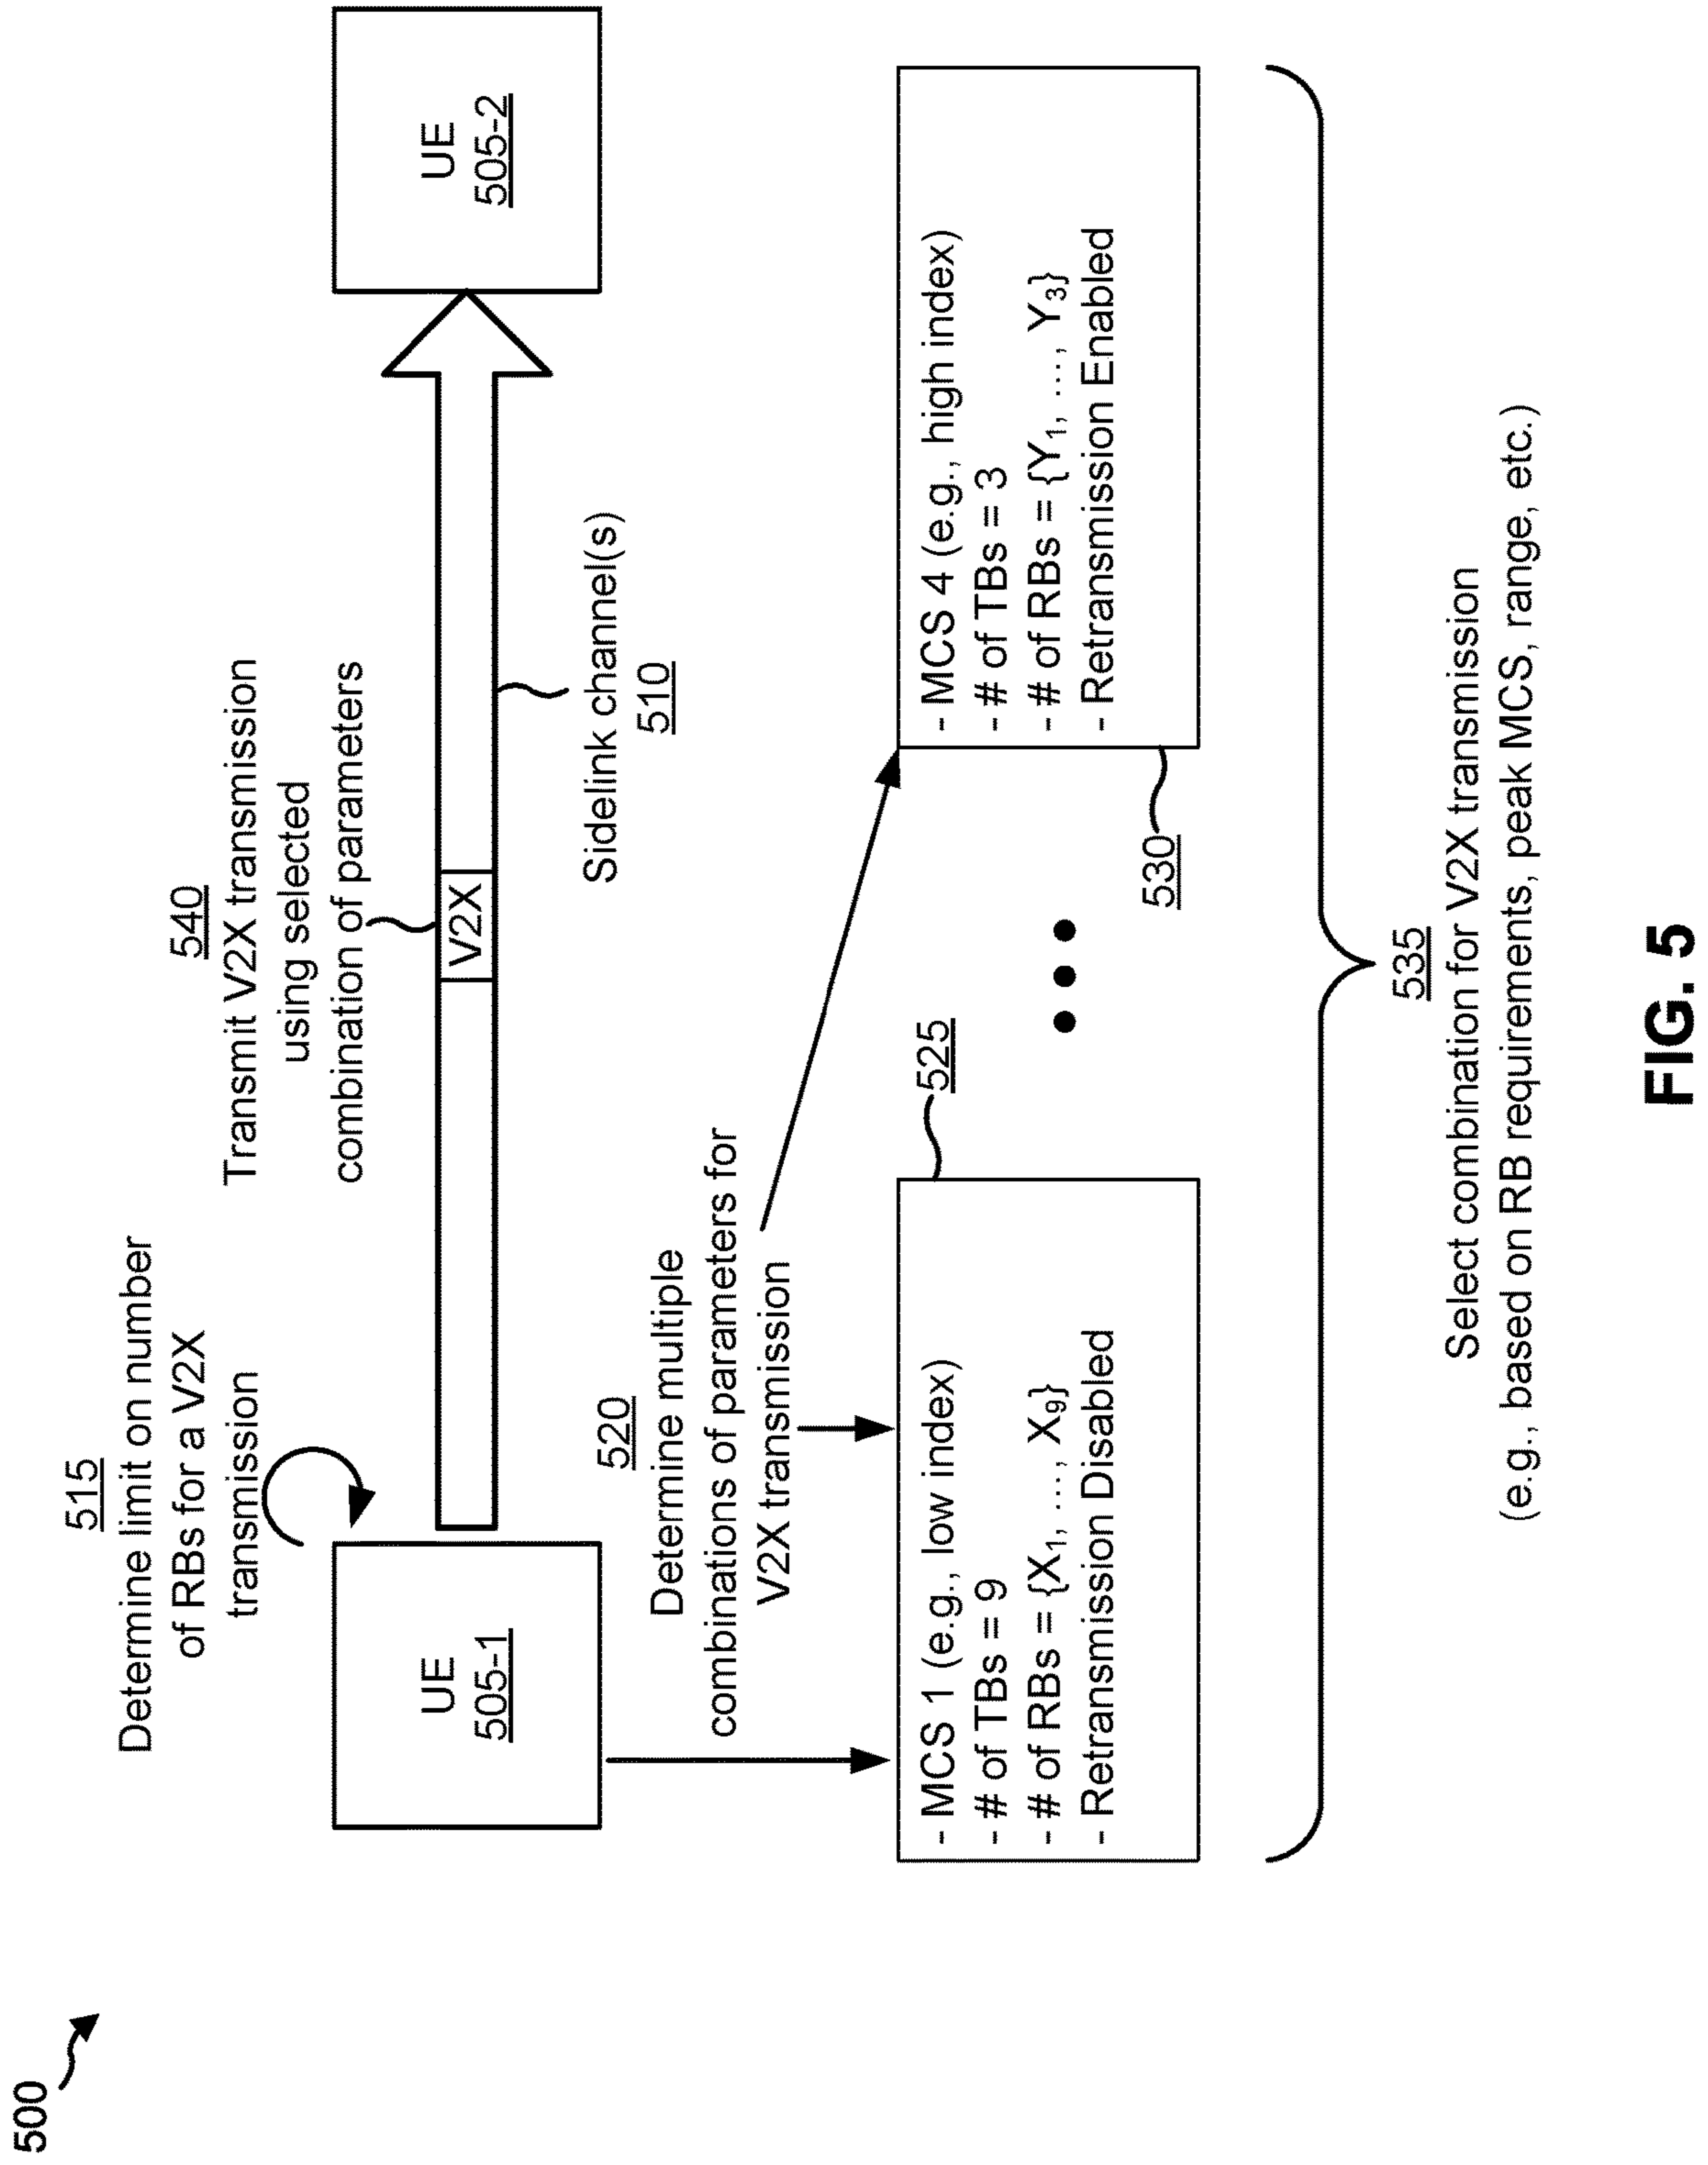 500
515
Determine limit on number
of RBs for a V2X
transmission
540
Transmit V2X transmission
using selected
combination of parameters
UE
505-1
V2X
UE
505-2
Sidelink channel(s)
510
520
Determine multiple
combinations of parameters for
V2X transmission
525
- MCS 1 (e.g., low index)
- # of TBs = 9
- # of RBs = {X₁, ..., X₉}
- Retransmission Disabled
- MCS 4 (e.g., high index)
- # of TBs = 3
- # of RBs = {Y₁, ...., Y₃}
- Retransmission Enabled
530
535
Select combination for V2X transmission
(e.g., based on RB requirements, peak MCS, range, etc.)
FIG. 5